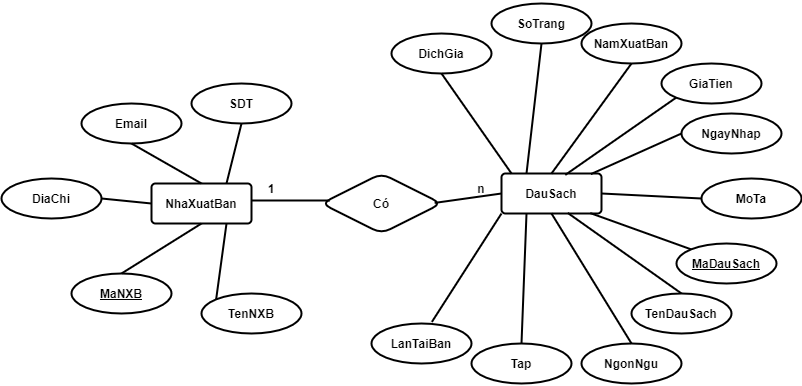 SoTrang
DichGia
NamXuatBan
GiaTien
SDT
Email
NgayNhap
DiaChi
NhaXuatBan
1
Có
n
DauSach
MoTa
MaNXB
MaDauSach
TenNXB
TenDauSach
LanTaiBan
Tap
NgonNgu